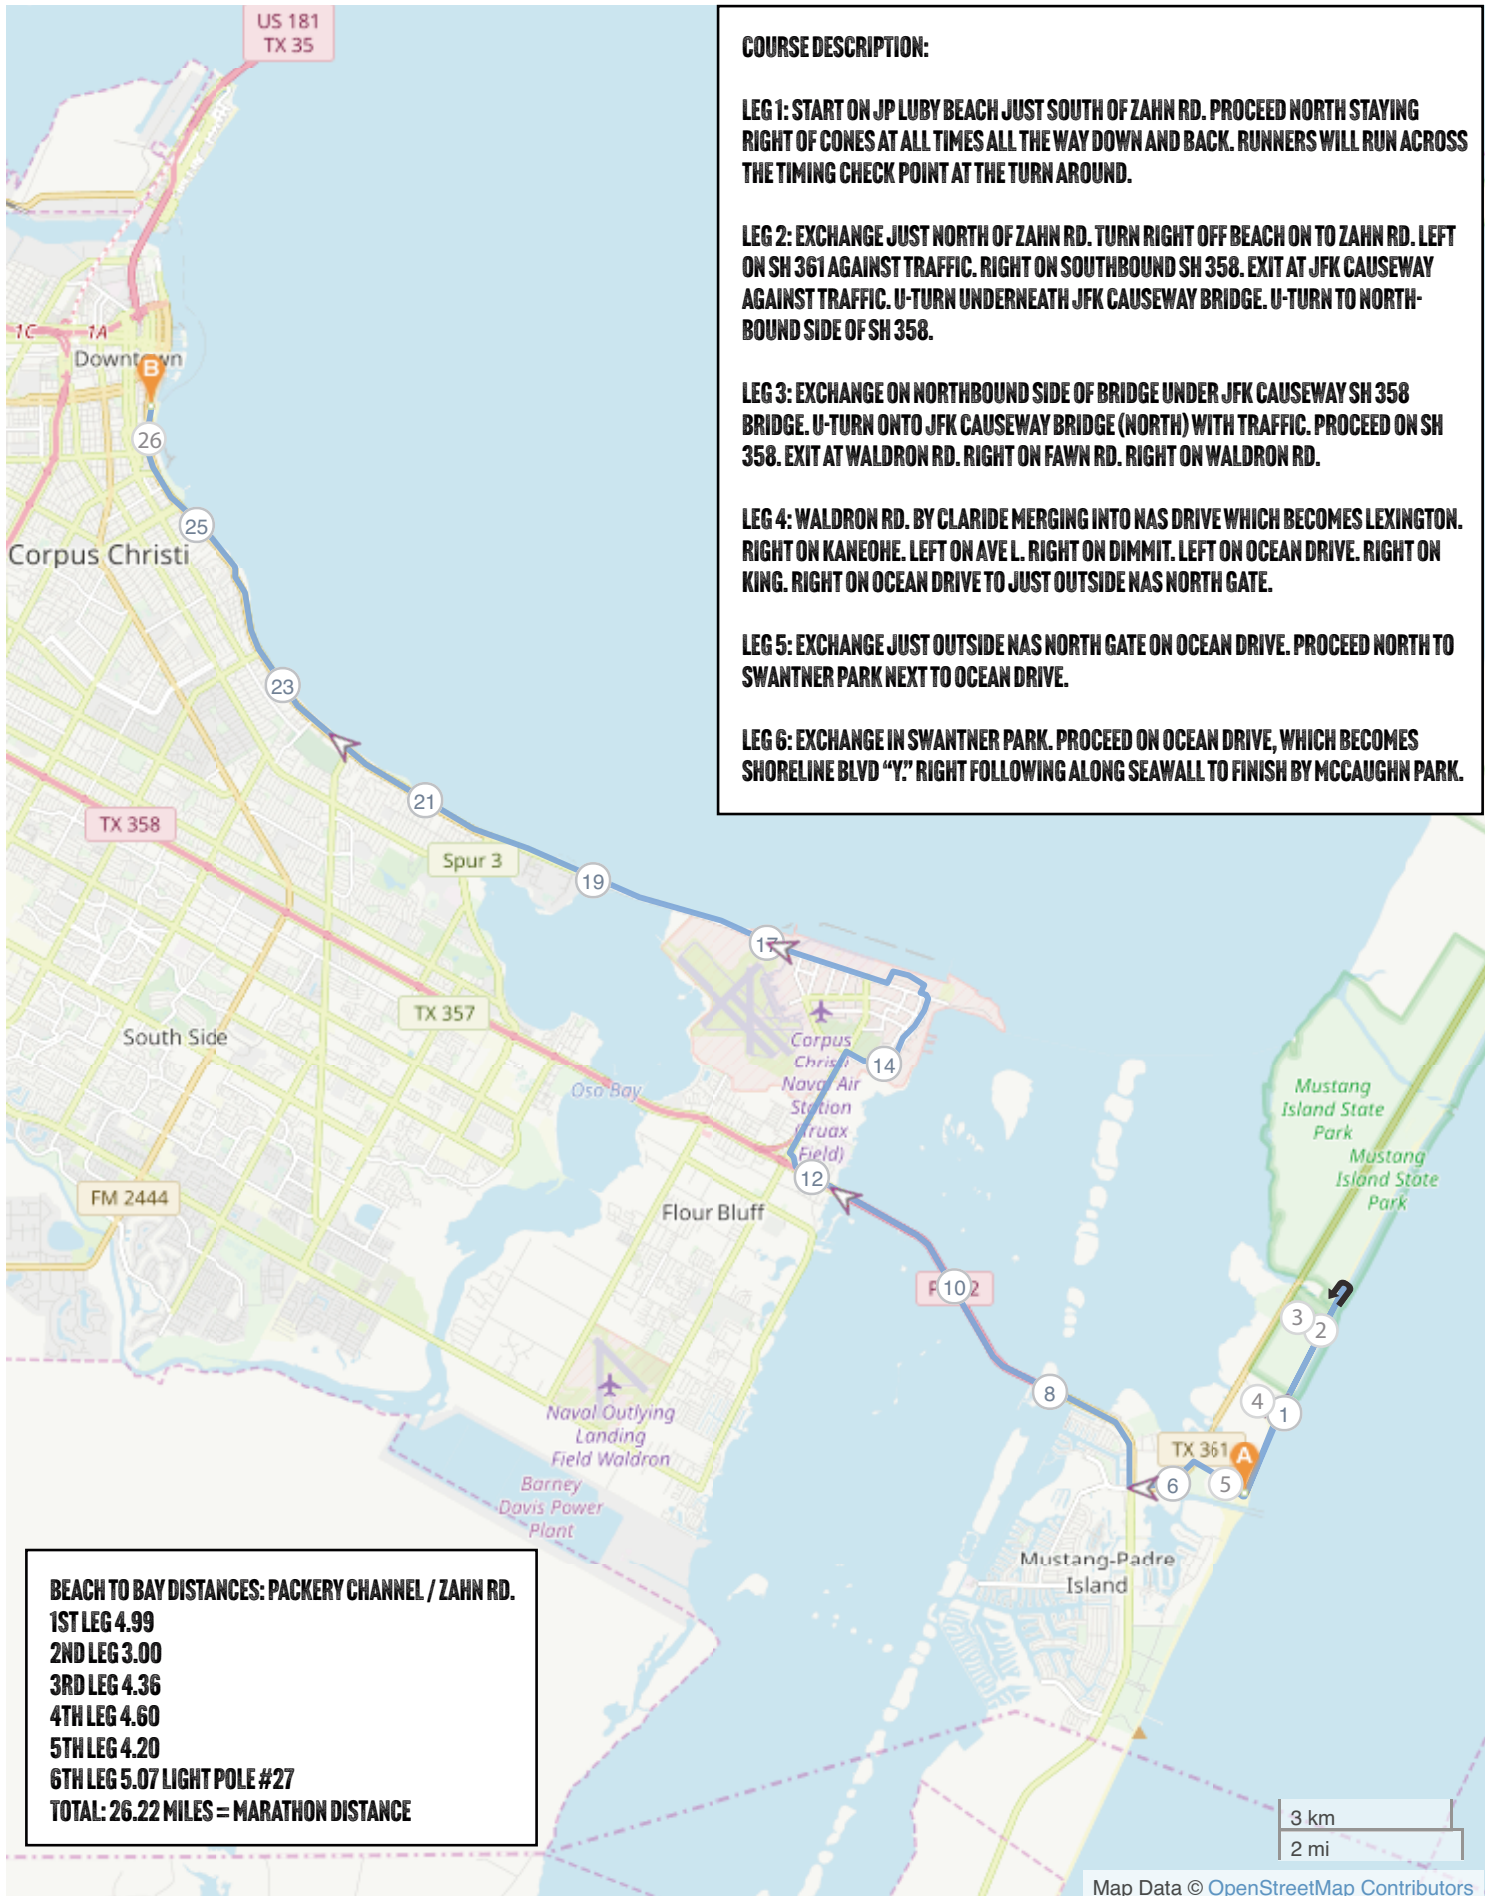 US 181
TX 35
COURSE DESCRIPTION:
LEG 1: START ON JP LUBY BEACH JUST SOUTH OF ZAHN RD. PROCEED NORTH STAYING
RIGHT OF CONES AT ALL TIMES ALL THE WAY DOWN AND BACK. RUNNERS WILL RUN ACROSS
THE TIMING CHECK POINT AT THE TURN AROUND.
LEG 2: EXCHANGE JUST NORTH OF ZAHN RD. TURN RIGHT OFF BEACH ON TO ZAHN RD. LEFT
ON SH 361 AGAINST TRAFFIC. RIGHT ON SOUTHBOUND SH 358. EXIT AT JFK CAUSEWAY
AGAINST TRAFFIC. U-TURN UNDERNEATH JFK CAUSEWAY BRIDGE. U-TURN TO NORTH-
BOUND SIDE OF SH 358.
LEG 3: EXCHANGE ON NORTHBOUND SIDE OF BRIDGE UNDER JFK CAUSEWAY SH 358
BRIDGE. U-TURN ONTO JFK CAUSEWAY BRIDGE (NORTH) WITH TRAFFIC. PROCEED ON SH
358. EXIT AT WALDRON RD. RIGHT ON FAWN RD. RIGHT ON WALDRON RD.
LEG 4: WALDRON RD. BY CLARIDE MERGING INTO NAS DRIVE WHICH BECOMES LEXINGTON.
RIGHT ON KANEOHE. LEFT ON AVE L. RIGHT ON DIMMIT. LEFT ON OCEAN DRIVE. RIGHT ON
KING. RIGHT ON OCEAN DRIVE TO JUST OUTSIDE NAS NORTH GATE.
LEG 5: EXCHANGE JUST OUTSIDE NAS NORTH GATE ON OCEAN DRIVE. PROCEED NORTH TO
SWANTNER PARK NEXT TO OCEAN DRIVE.
LEG 6: EXCHANGE IN SWANTNER PARK. PROCEED ON OCEAN DRIVE, WHICH BECOMES
SHORELINE BLVD “Y.” RIGHT FOLLOWING ALONG SEAWALL TO FINISH BY MCCAUGHN PARK.
1C
1A
Downtown
B
26
25
Corpus Christi
23
21
TX 358
Spur 3
19
17
TX 357
South Side
Corpus
Christi
Naval Air
Station
(Truax
Field)
14
Oso Bay
Mustang
Island State
Park
Mustang
Island State
Park
12
FM 2444
Flour Bluff
10
3
2
8
4
1
Naval Outlying
Landing
Field Waldron
TX 361
A
6
5
Barney
Davis Power
Plant
Mustang-Padre
Island
BEACH TO BAY DISTANCES: PACKERY CHANNEL / ZAHN RD.
1ST LEG 4.99
2ND LEG 3.00
3RD LEG 4.36
4TH LEG 4.60
5TH LEG 4.20
6TH LEG 5.07 LIGHT POLE #27
TOTAL: 26.22 MILES = MARATHON DISTANCE
3 km
2 mi
Map Data © OpenStreetMap Contributors